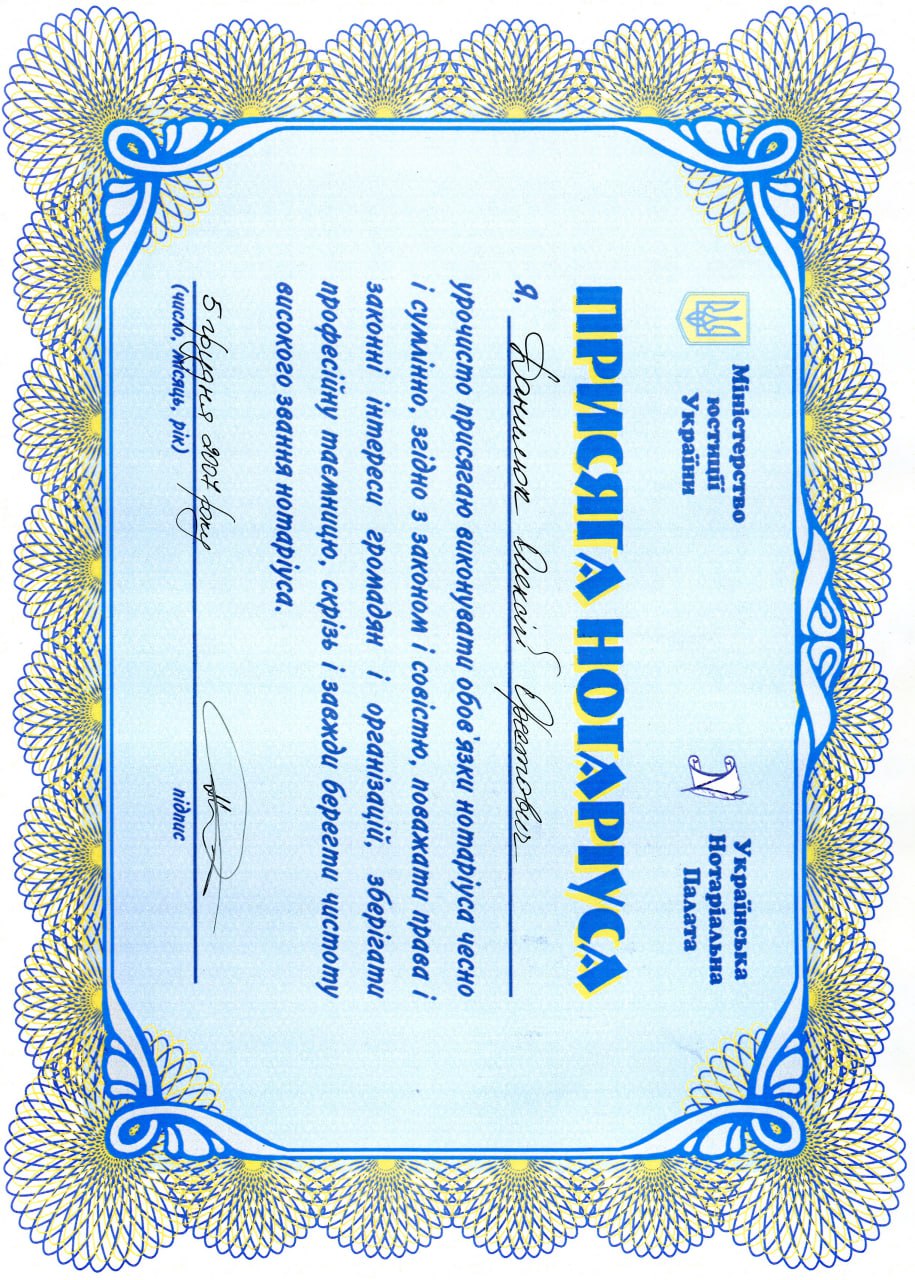 Міністерство
юстиції
України
Українська
Нотаріальна
Палата
ПРИСЯГА НОТАРІУСА
Я, Данилюк Олексій Орестович
урочисто присягаю виконувати обов'язки нотаріуса чесно
і сумлінно, згідно з законом і совістю, поважати права і
законні інтереси громадян і організацій, зберігати
професійну таємницю, скрізь і завжди берегти чистоту
високого звання нотаріуса.
5 грудня 2007 року
(число, місяць, рік)
підпис